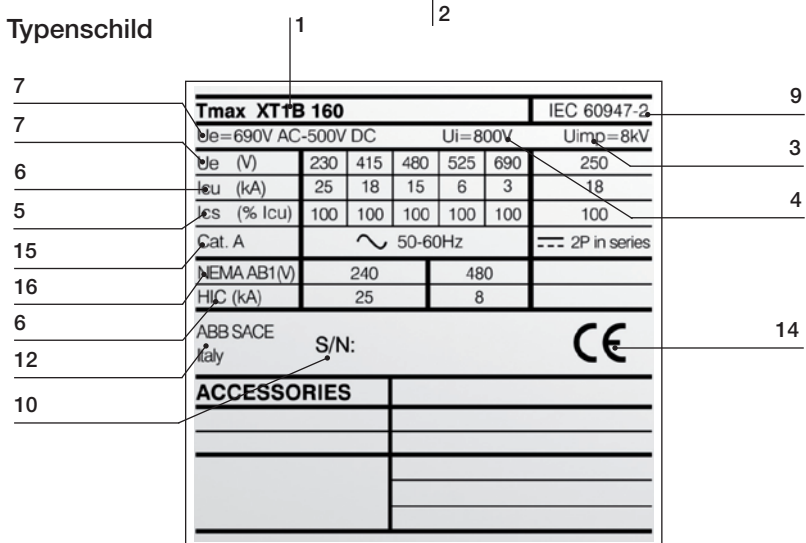 Typenschild
1
2
7
7
6
5
15
16
6
12
10
9
3
4
14
Tmax XT1B 160 IEC 60947-2
Ue=690V AC-500V DC Ui=800V Uimp=8kV
Ue (V) 230 415 480 525 690 250
Icu (kA) 25 18 15 6 3 18
Ics (% Icu) 100 100 100 100 100 100
Cat. A 50-60Hz 2P in series
NEMA AB1(V) 240 480
HIC (kA) 25 8
ABB SACE
Italy
S/N:
CE
ACCESSORIES